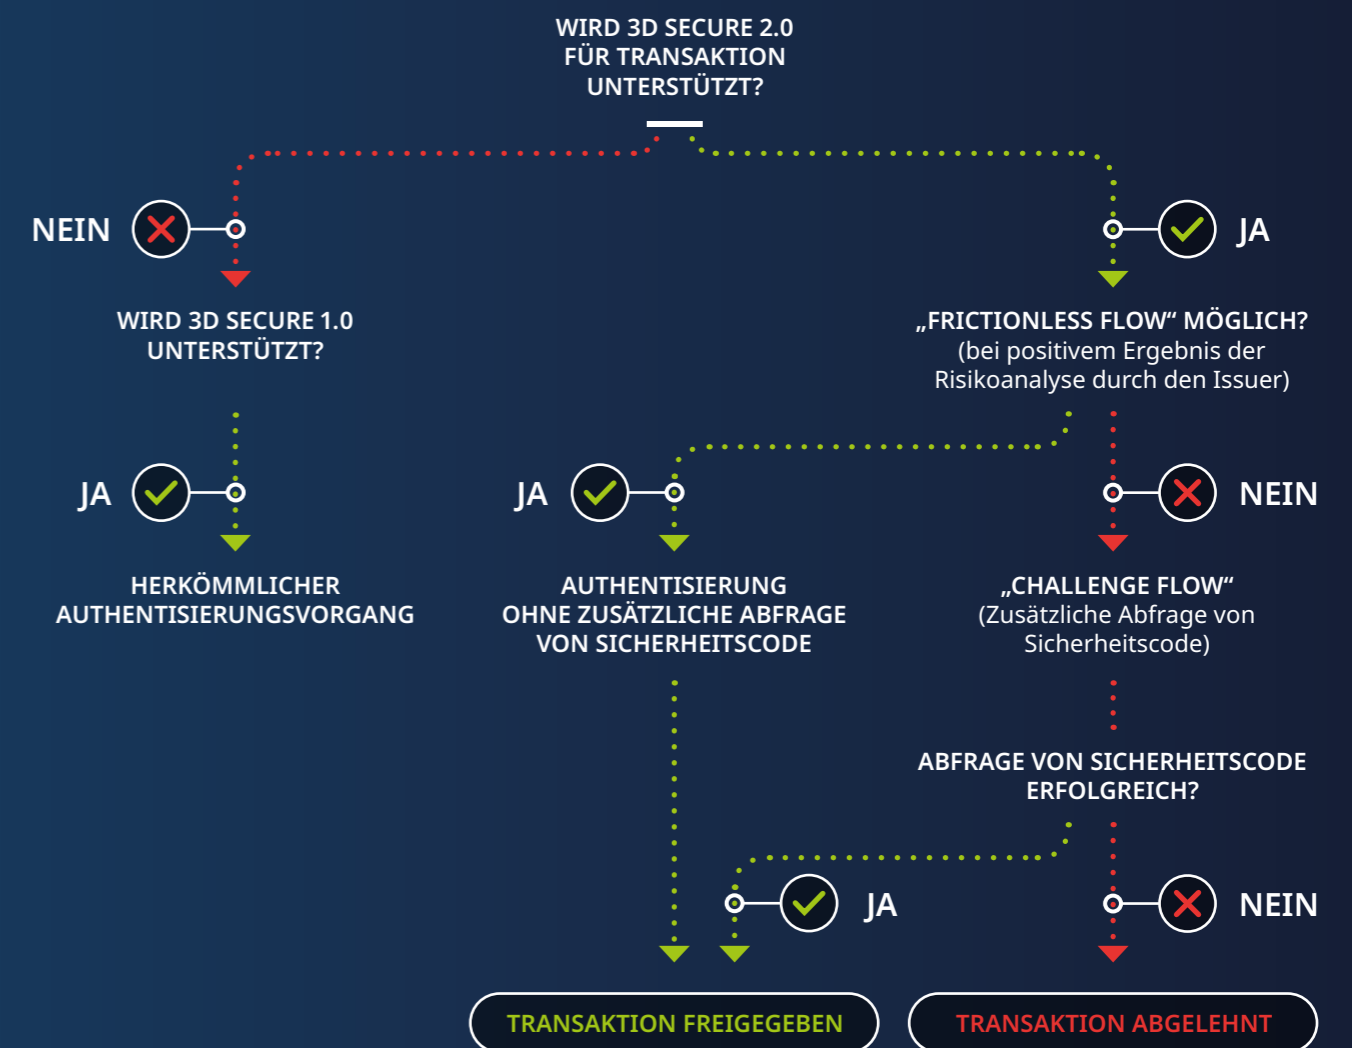 WIRD 3D SECURE 2.0
FÜR TRANSAKTION
UNTERSTÜTZT?
NEIN
JA
WIRD 3D SECURE 1.0
UNTERSTÜTZT?
„FRICTIONLESS FLOW“ MÖGLICH?
(bei positivem Ergebnis der
Risikoanalyse durch den Issuer)
JA
JA
NEIN
HERKÖMMLICHER
AUTHENTISIERUNGSVORGANG
AUTHENTISIERUNG
OHNE ZUSÄTZLICHE ABFRAGE
VON SICHERHEITSCODE
„CHALLENGE FLOW“
(Zusätzliche Abfrage von
Sicherheitscode)
ABFRAGE VON SICHERHEITSCODE
ERFOLGREICH?
JA
NEIN
TRANSAKTION FREIGEGEBEN
TRANSAKTION ABGELEHNT